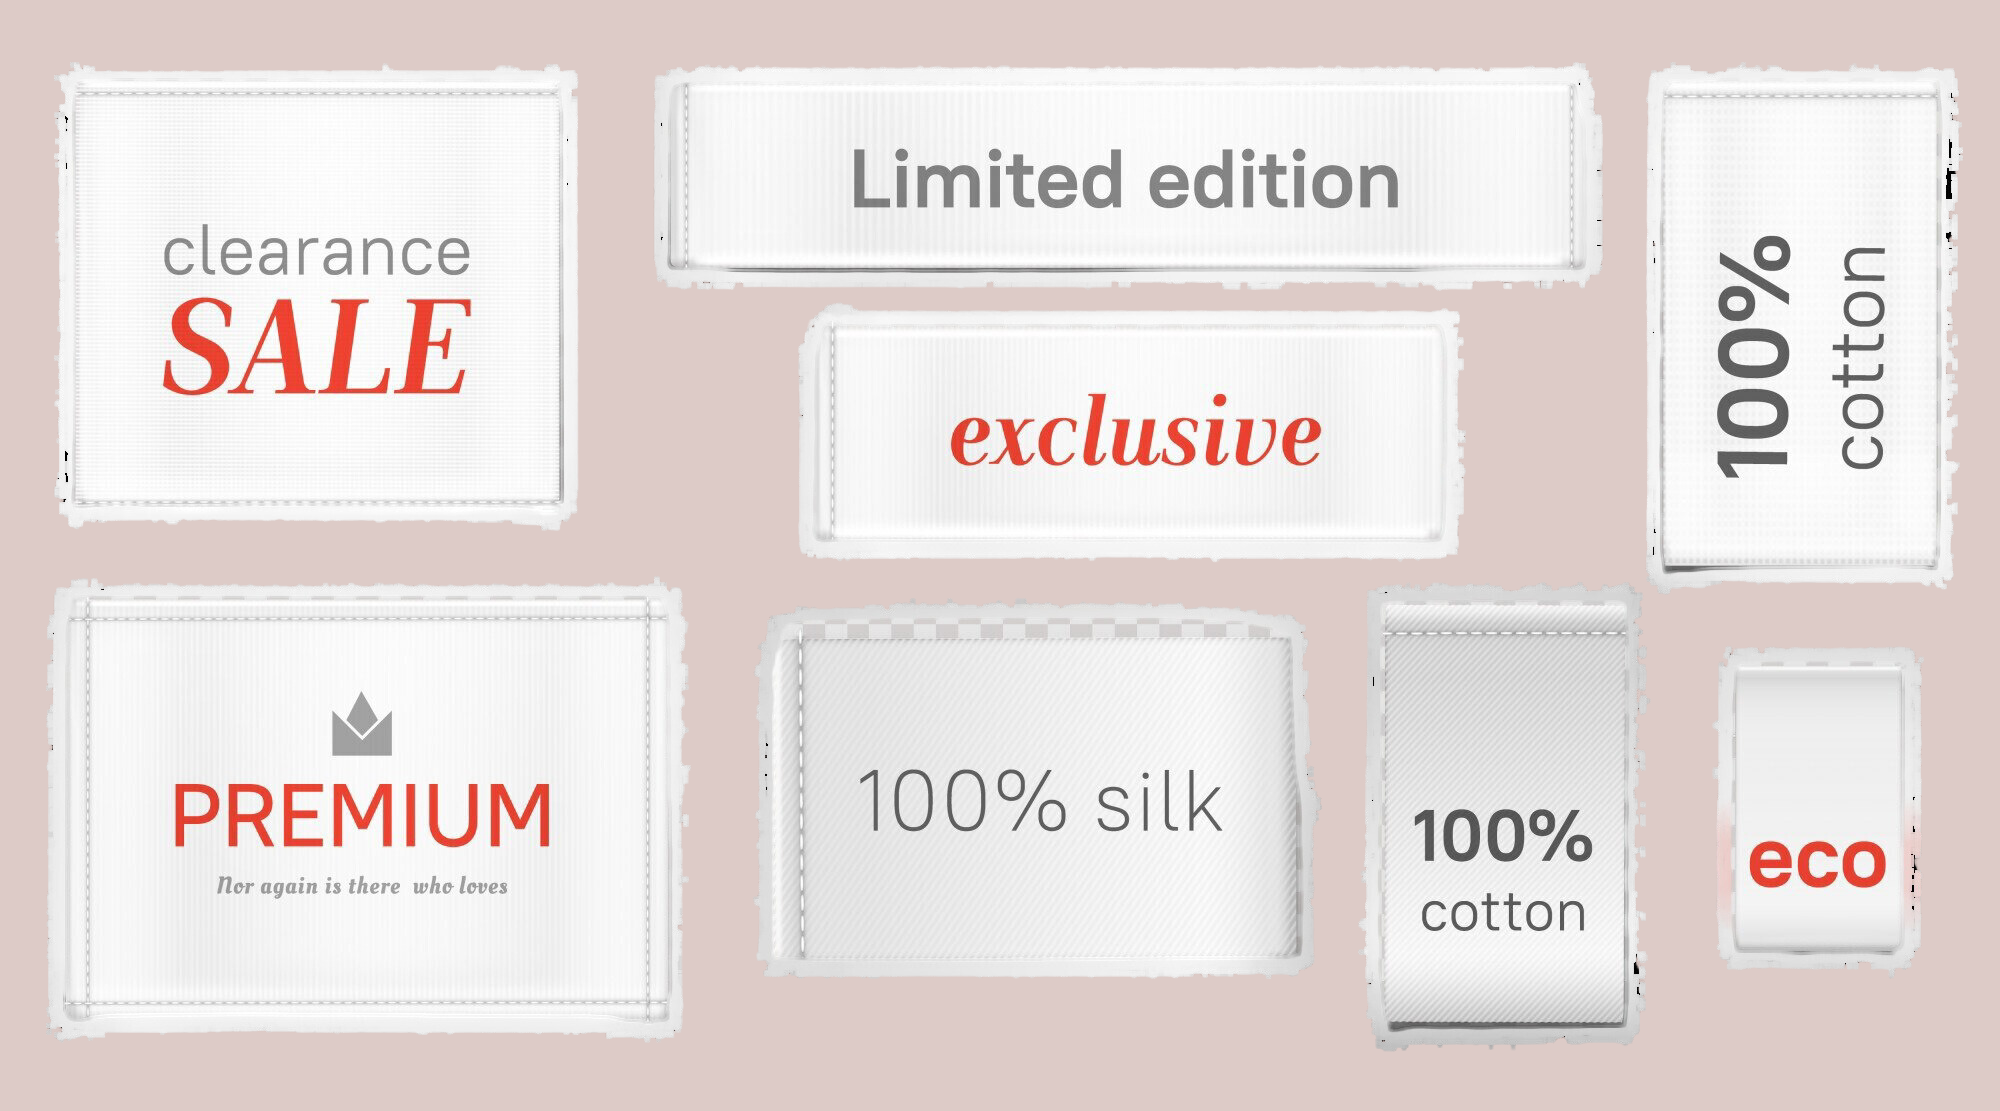 clearance
SALE
Limited edition
exclusive
100%
cotton
PREMIUM
Nor again is there who loves
100% silk
100%
cotton
eco